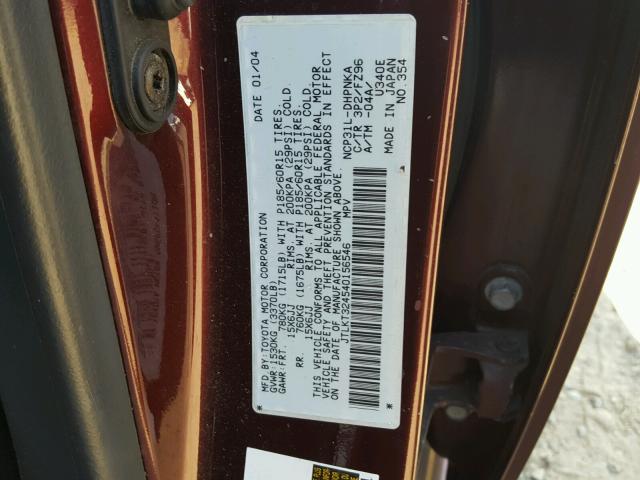 MFD.BY:TOYOTA MOTOR CORPORATION DATE 01/04
GVWR:1530KG (3370LB)
GAWR:FRT. 780KG (1715LB) WITH P185/60R15 TIRES,
15X6JJ RIMS, AT 200KPA (29PSI) COLD.
RR. 760KG (1675LB) WITH P185/60R15 TIRES,
15X6JJ RIMS, AT 200KPA (29PSI) COLD.
THIS VEHICLE CONFORMS TO ALL APPLICABLE FEDERAL MOTOR
VEHICLE SAFETY AND THEFT PREVENTION STANDARDS IN EFFECT
ON THE DATE OF MANUFACTURE SHOWN ABOVE.
JTLKT324540156546 MPV
NCP31L-DHPNKA
C/TR 3P2/FZ96
A/TM -04A/ U340E
MADE IN JAPAN
NO.354